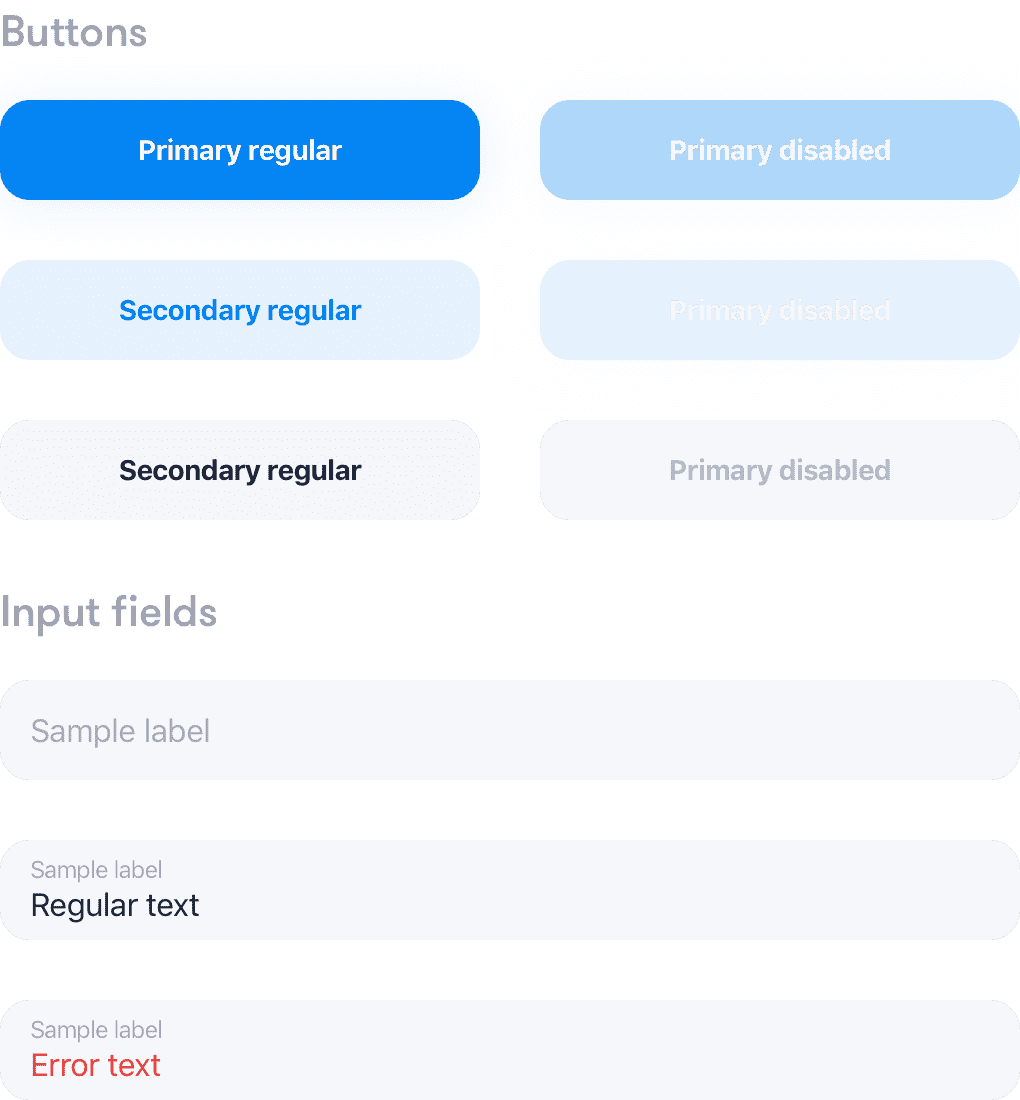 Buttons
Primary regular
Primary disabled
Secondary regular
Primary disabled
Secondary regular
Primary disabled
Input fields
Sample label
Sample label
Regular text
Sample label
Error text